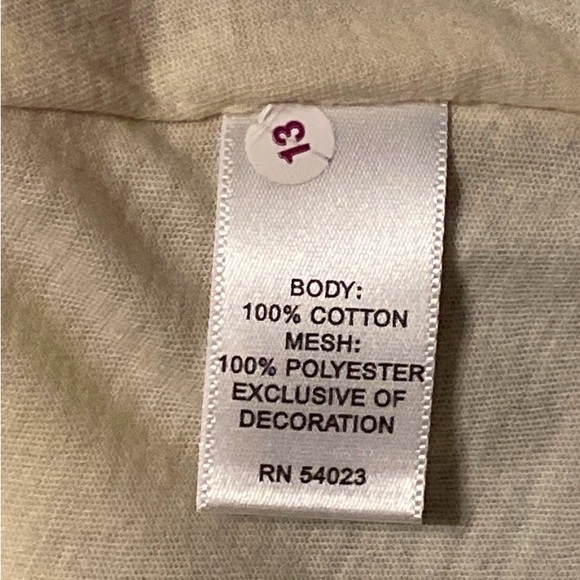 13
BODY:
100% COTTON
MESH:
100% POLYESTER
EXCLUSIVE OF
DECORATION
RN 54023